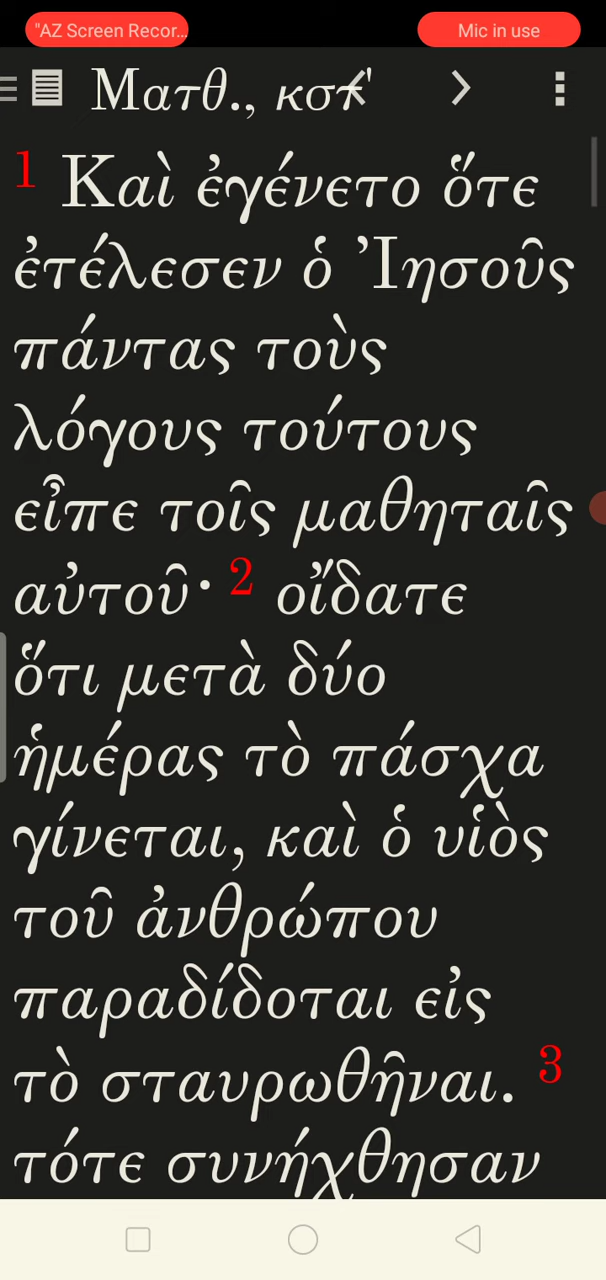 "AZ Screen Recor...
Mic in use
Ματθ., κστ'
1 Καὶ ἐγένετο ὅτε
ἐτέλεσεν ὁ Ἰησοῦς
πάντας τοὺς
λόγους τούτους
εἶπε τοῖς μαθηταῖς
αὐτοῦ· 2 οἴδατε
ὅτι μετὰ δύο
ἡμέρας τὸ πάσχα
γίνεται, καὶ ὁ υἱὸς
τοῦ ἀνθρώπου
παραδίδοται εἰς
τὸ σταυρωθῆναι. 3
τότε συνήχθησαν